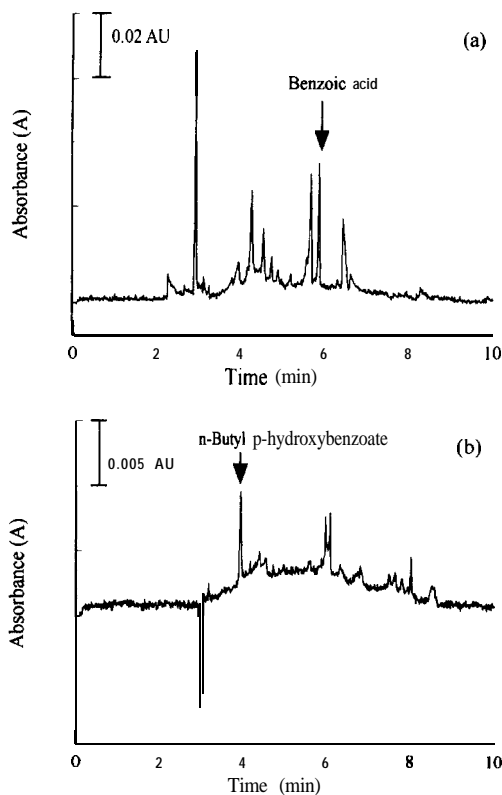 0.02 AU
(a)
Benzoic acid
Absorbance (A)
0 2 4 6 8 10
Time (min)
n-Butyl p-hydroxybenzoate
(b)
0.005 AU
Absorbance (A)
0 2 4 6 8 10
Time (min)